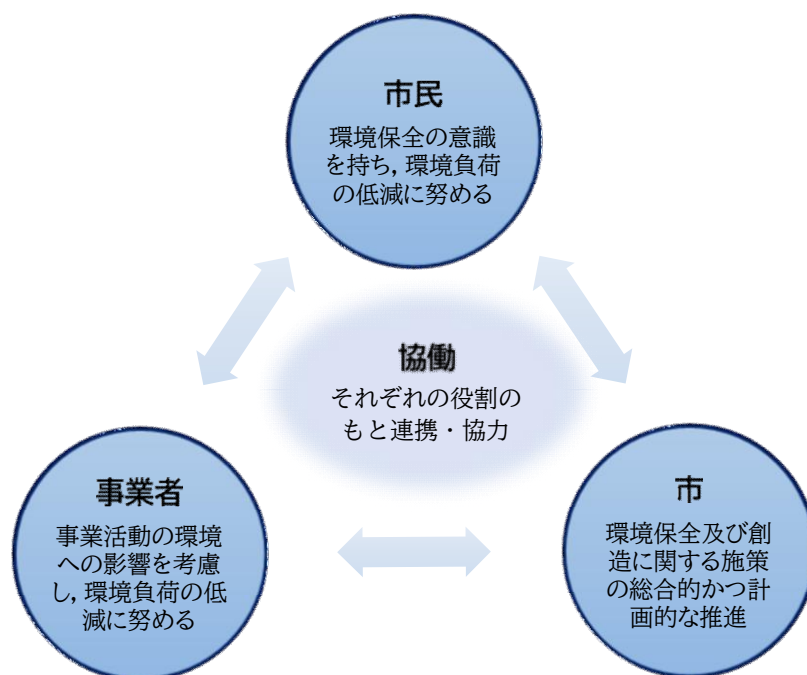 市民
環境保全の意識
を持ち，環境負荷
の低減に努める
協働
それぞれの役割の
もと連携・協力
事業者
事業活動の環境
への影響を考慮
し，環境負荷の低
減に努める
市
環境保全及び創
造に関する施策
の総合的かつ計
画的な推進